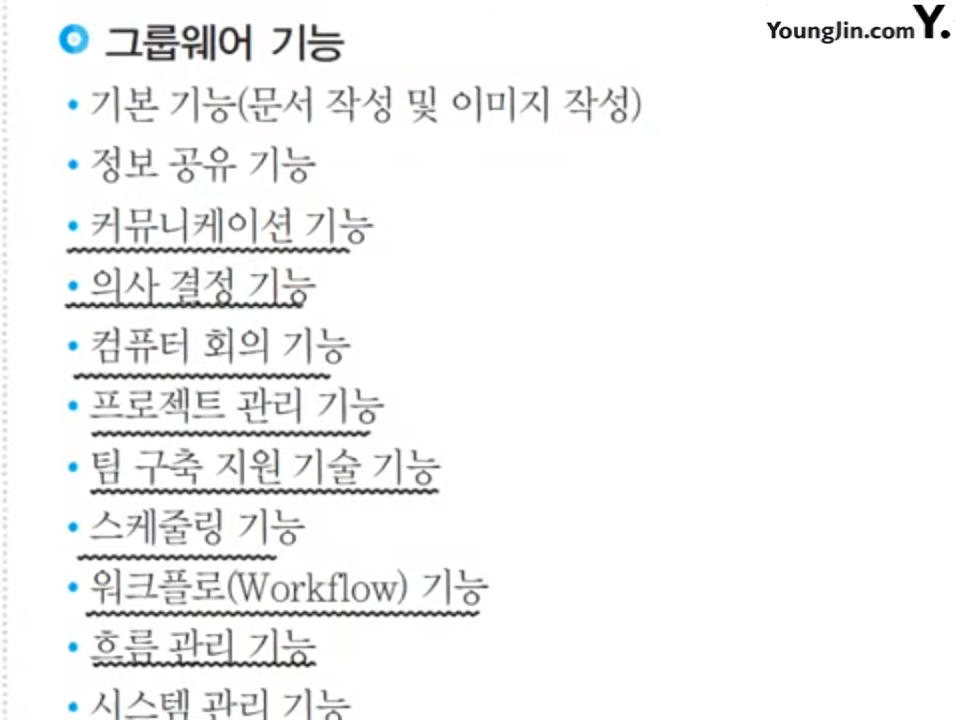 YoungJin.com Y.
그룹웨어 기능
• 기본 기능(문서 작성 및 이미지 작성)
• 정보 공유 기능
• 커뮤니케이션 기능
• 의사 결정 기능
• 컴퓨터 회의 기능
• 프로젝트 관리 기능
• 팀 구축 지원 기술 기능
• 스케줄링 기능
• 워크플로(Workflow) 기능
• 흐름 관리 기능
• 시스템 관리 기능